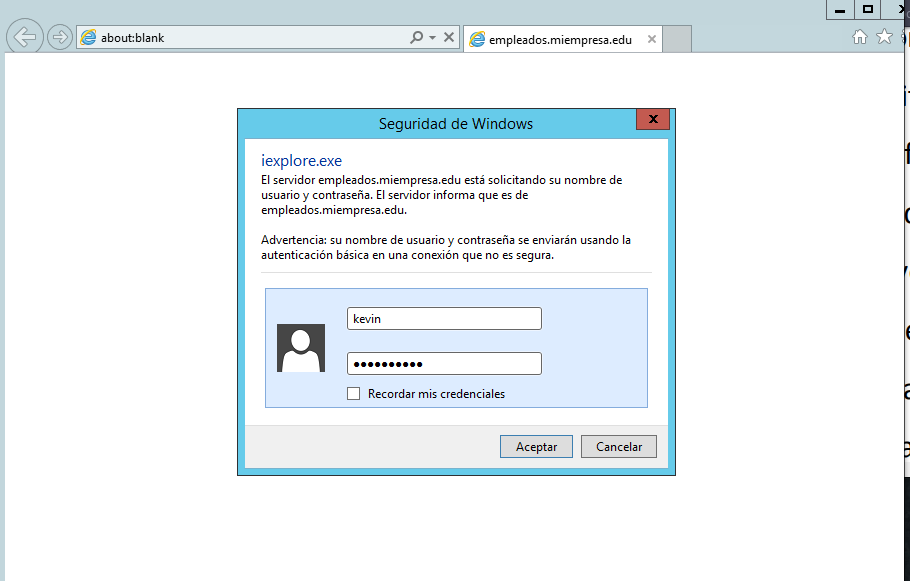 about:blank
empleados.miempresa.edu
Seguridad de Windows
iexplore.exe
El servidor empleados.miempresa.edu está solicitando su nombre de
usuario y contraseña. El servidor informa que es de
empleados.miempresa.edu.
Advertencia: su nombre de usuario y contraseña se enviarán usando la
autenticación básica en una conexión que no es segura.
kevin
••••••••••
Recordar mis credenciales
Aceptar
Cancelar